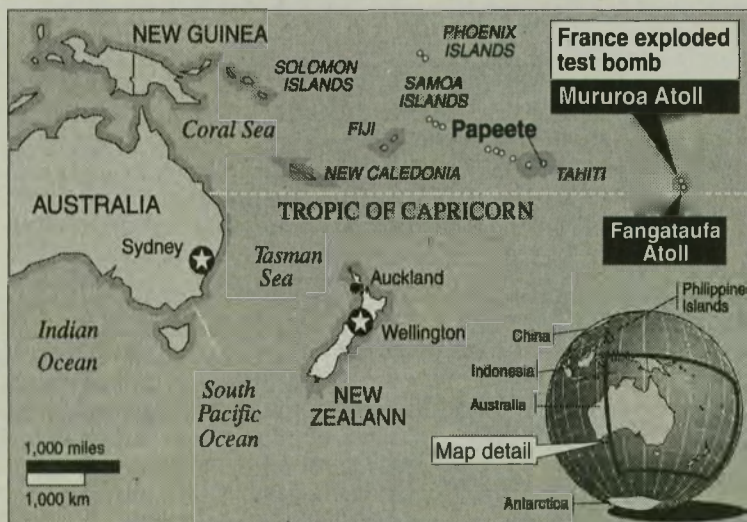 NEW GUINEA
PHOENIX
ISLANDS
SOLOMON
ISLANDS
SAMOA
ISLANDS
France exploded
test bomb
Mururoa Atoll
Coral Sea
FIJI
Papeete
NEW CALEDONIA
TAHITI
AUSTRALIA
TROPIC OF CAPRICORN
Fangataufa
Atoll
Sydney
Tasman
Sea
Auckland
Wellington
Indian
Ocean
South
Pacific
Ocean
NEW
ZEALANN
1,000 miles
1,000 km
Philippine
Islands
China
Indonesia
Australia
Map detail
Antarctica